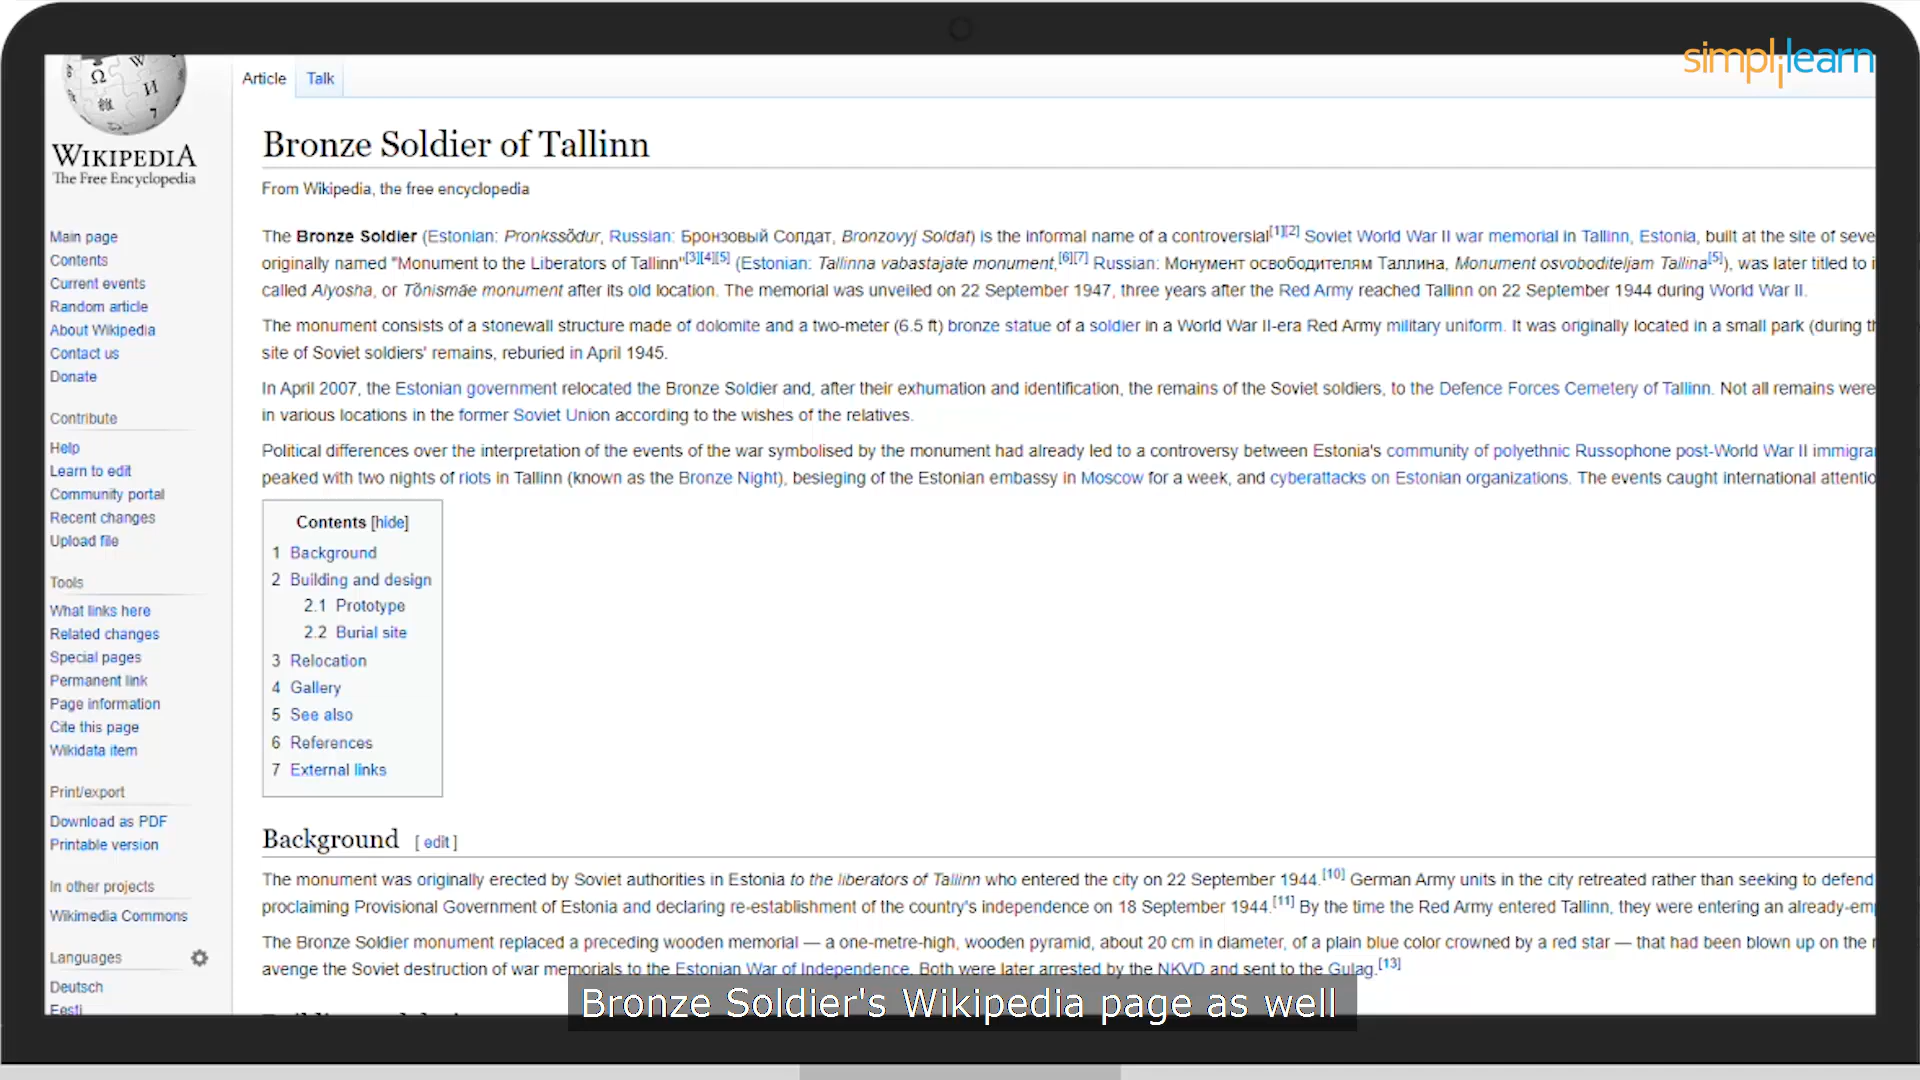 simplilearn
Article Talk
Bronze Soldier of Tallinn
WIKIPEDIA
The Free Encyclopedia
From Wikipedia, the free encyclopedia
Main page
Contents
Current events
Random article
About Wikipedia
Contact us
Donate
Contribute
Help
Learn to edit
Community portal
Recent changes
Upload file
Tools
What links here
Related changes
Special pages
Permanent link
Page information
Cite this page
Wikidata item
Print/export
Download as PDF
Printable version
In other projects
Wikimedia Commons
Languages
Deutsch
Eesti
The Bronze Soldier (Estonian: Pronkssõdur, Russian: Бронзовый Солдат, Bronzovyj Soldat) is the informal name of a controversial[1][2] Soviet World War II war memorial in Tallinn, Estonia, built at the site of
originally named "Monument to the Liberators of Tallinn"[3][4][5] (Estonian: Tallinna vabastajate monument,[6][7] Russian: Монумент освободителям Таллина, Monument osvoboditeljam Tallina[5]), was later titled to
called Alyosha, or Tõnismäe monument after its old location. The memorial was unveiled on 22 September 1947, three years after the Red Army reached Tallinn on 22 September 1944 during World War II.
The monument consists of a stonewall structure made of dolomite and a two-meter (6.5 ft) bronze statue of a soldier in a World War II-era Red Army military uniform. It was originally located in a small park (during
site of Soviet soldiers' remains, reburied in April 1945.
In April 2007, the Estonian government relocated the Bronze Soldier and, after their exhumation and identification, the remains of the Soviet soldiers, to the Defence Forces Cemetery of Tallinn. Not all remains were
in various locations in the former Soviet Union according to the wishes of the relatives.
Political differences over the interpretation of the events of the war symbolised by the monument had already led to a controversy between Estonia's community of polyethnic Russophone post-World War II
peaked with two nights of riots in Tallinn (known as the Bronze Night), besieging of the Estonian embassy in Moscow for a week, and cyberattacks on Estonian organizations. The events caught international
Contents [hide]
1 Background
2 Building and design
2.1 Prototype
2.2 Burial site
3 Relocation
4 Gallery
5 See also
6 References
7 External links
Background [ edit ]
The monument was originally erected by Soviet authorities in Estonia to the liberators of Tallinn who entered the city on 22 September 1944.[10] German Army units in the city retreated rather than seeking to defend
proclaiming Provisional Government of Estonia and declaring re-establishment of the country's independence on 18 September 1944.[11] By the time the Red Army entered Tallinn, they were entering an
The Bronze Soldier monument replaced a preceding wooden memorial — a one-metre-high, wooden pyramid, about 20 cm in diameter, of a plain blue color crowned by a red star — that had been blown up on the
avenge the Soviet destruction of war memorials to the Estonian War of Independence. Both were later arrested by the NKVD and sent to the Gulag.[13]
Bronze Soldier's Wikipedia page as well